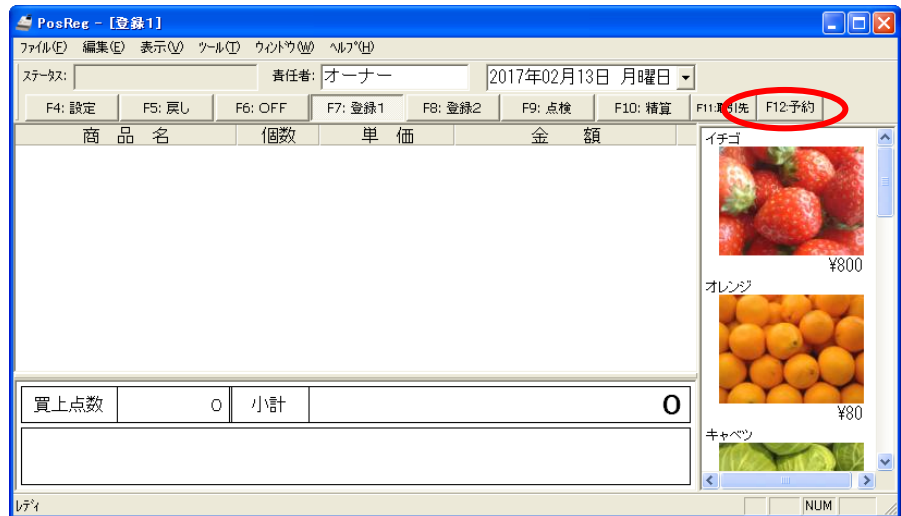 PosReg - [登録1]
ﾌｧｲﾙ(F) 編集(E) 表示(V) ﾂｰﾙ(T) ｳｨﾝﾄﾞｳ(W) ﾍﾙﾌﾟ(H)
ｽﾃｰﾀｽ: 責任者: オーナー 2017年02月13日 月曜日
F4: 設定 F5: 戻し F6: OFF F7: 登録1 F8: 登録2 F9: 点検 F10: 精算 F11:取引先 F12:予約
商 品 名 個数 単 価 金 額
イチゴ
¥800
オレンジ
¥80
キャベツ
買上点数 0 小計 0
ﾚﾃﾞｨ NUM